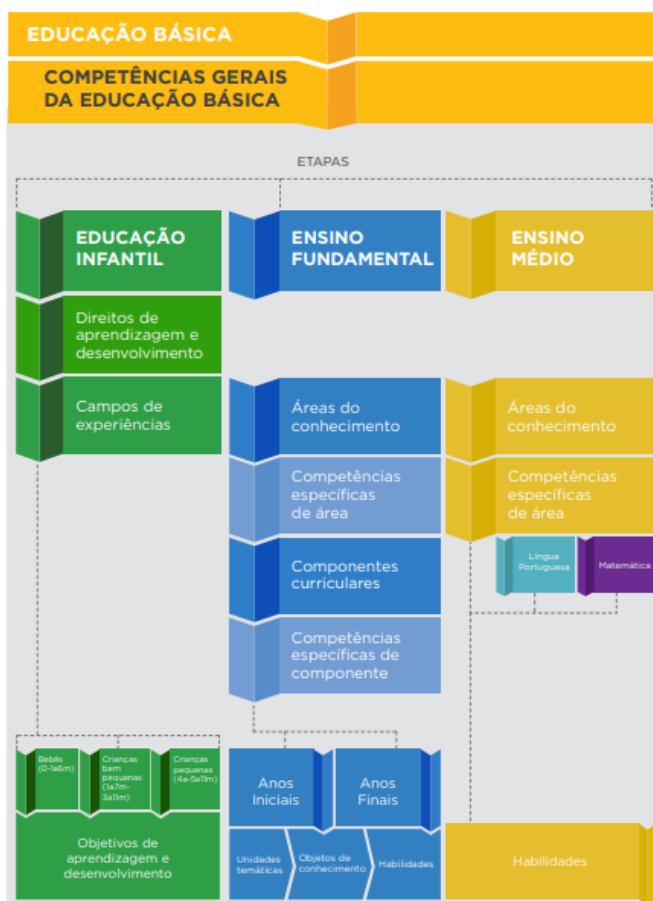 EDUCAÇÃO BÁSICA
COMPETÊNCIAS GERAIS
DA EDUCAÇÃO BÁSICA
ETAPAS
EDUCAÇÃO
INFANTIL
Direitos de
aprendizagem e
desenvolvimento
Campos de
experiências
Bebês
(0-1a6m)
Crianças
bem
pequenas
(1a7m-
3a11m)
Crianças
pequenas
(4a-5a11m)
Objetivos de
aprendizagem e
desenvolvimento
ENSINO
FUNDAMENTAL
Áreas do
conhecimento
Competências
específicas
de área
Componentes
curriculares
Competências
específicas de
componente
Anos
Iniciais
Anos
Finais
Unidades
temáticas
Objetos de
conhecimento
Habilidades
ENSINO
MÉDIO
Áreas do
conhecimento
Competências
específicas
de área
Língua
Portuguesa
Matemática
Habilidades